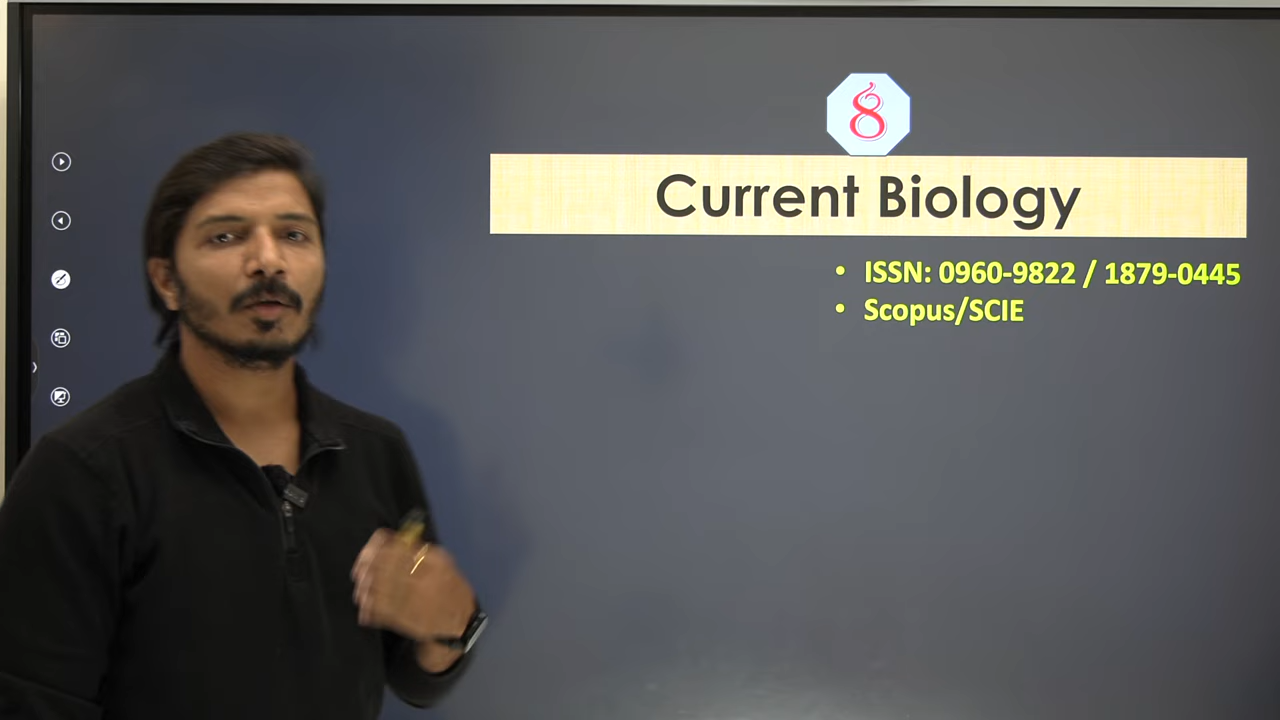 8
Current Biology
• ISSN: 0960-9822 / 1879-0445
• Scopus/SCIE